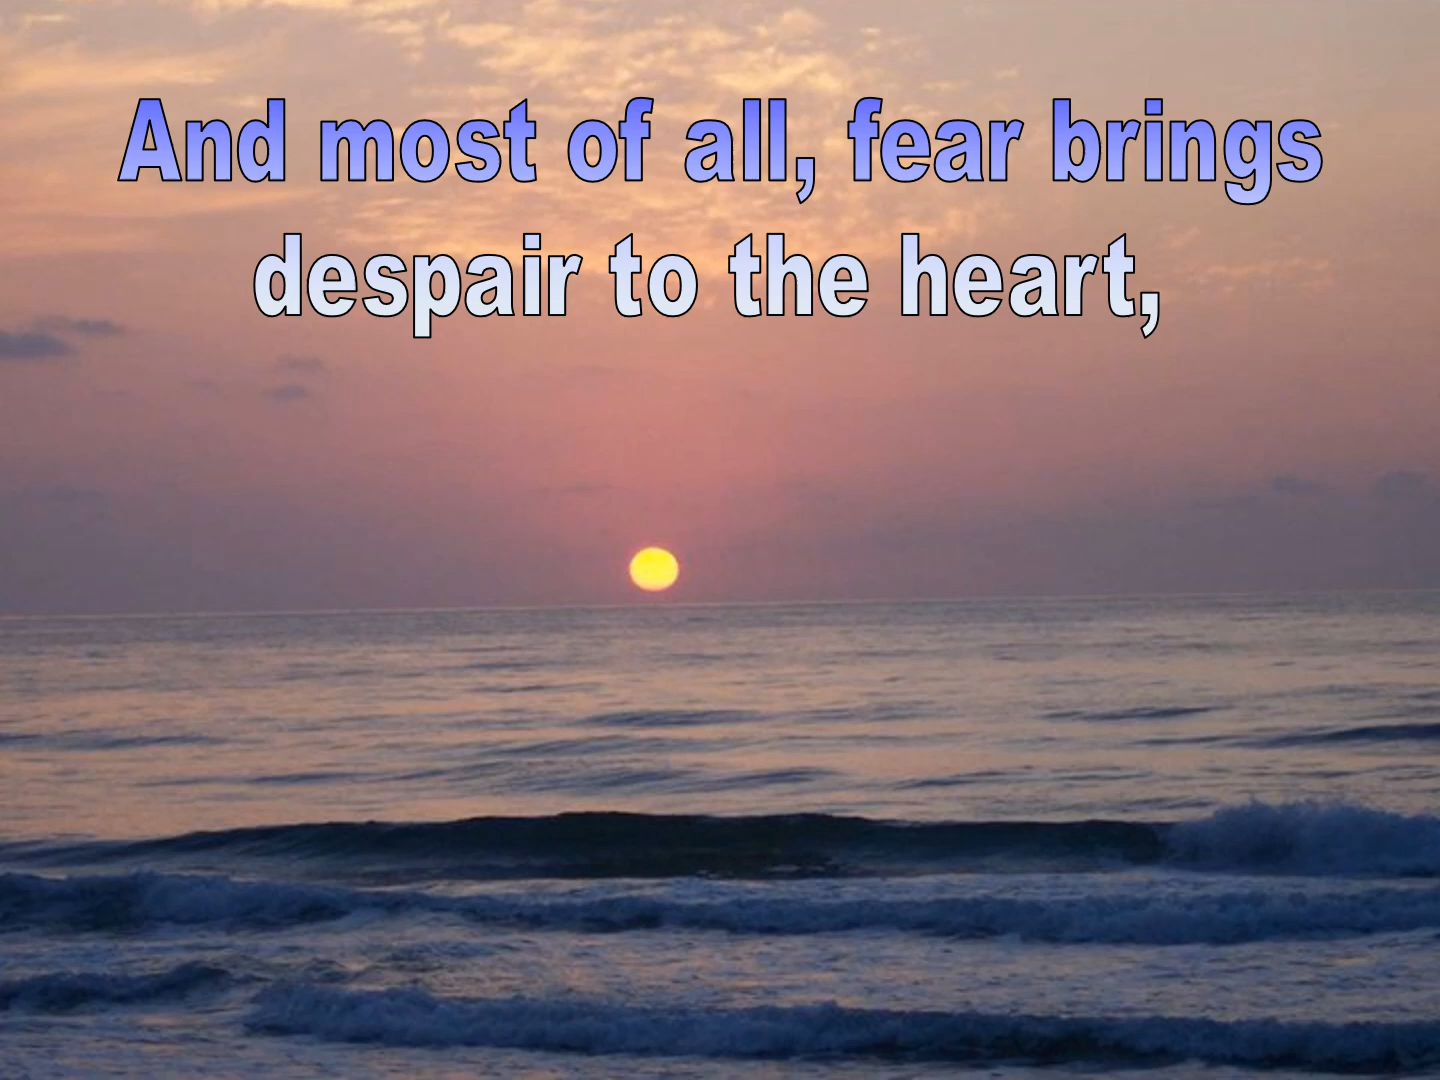 And most of all, fear brings
despair to the heart,